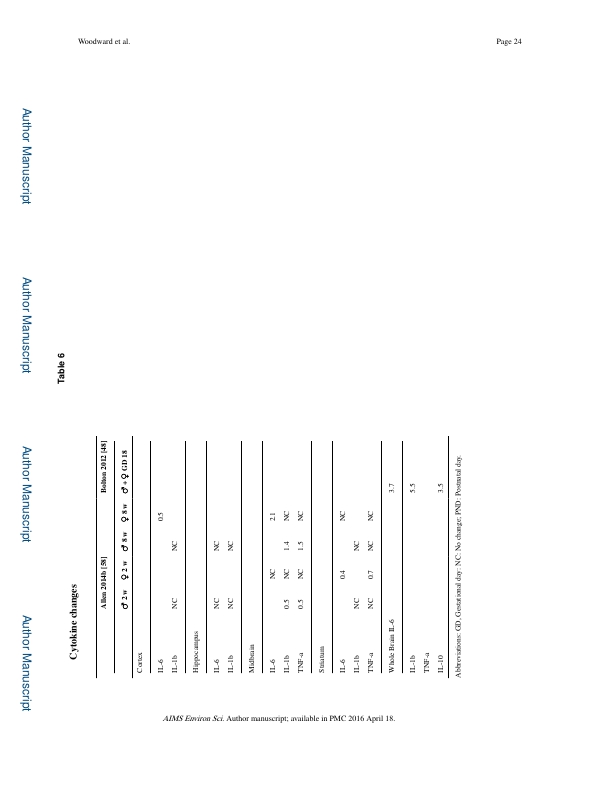 Woodward et al.
Page 24
Author Manuscript
Author Manuscript
Author Manuscript
Author Manuscript
Table 6
Cytokine changes
Allen 2014b [58] Bolton 2012 [48]
♂ 2 w ♀ 2 w ♂ 8 w ♀ 8 w ♂+♀ GD 18
Cortex
IL-6 0.5
IL-1b NC NC
Hippocampus
IL-6 NC NC
IL-1b NC NC
Midbrain
IL-6 NC 2.1
IL-1b 0.5 NC 1.4 NC
TNF-a 0.5 NC 1.5 NC
Striatum
IL-6 0.4 NC
IL-1b NC NC
TNF-a NC 0.7 NC NC
Whole Brain IL-6 3.7
IL-1b 5.5
TNF-a
IL-10 3.5
Abbreviations: GD, Gestational day: NC: No change; PND: Postnatal day.
AIMS Environ Sci. Author manuscript; available in PMC 2016 April 18.